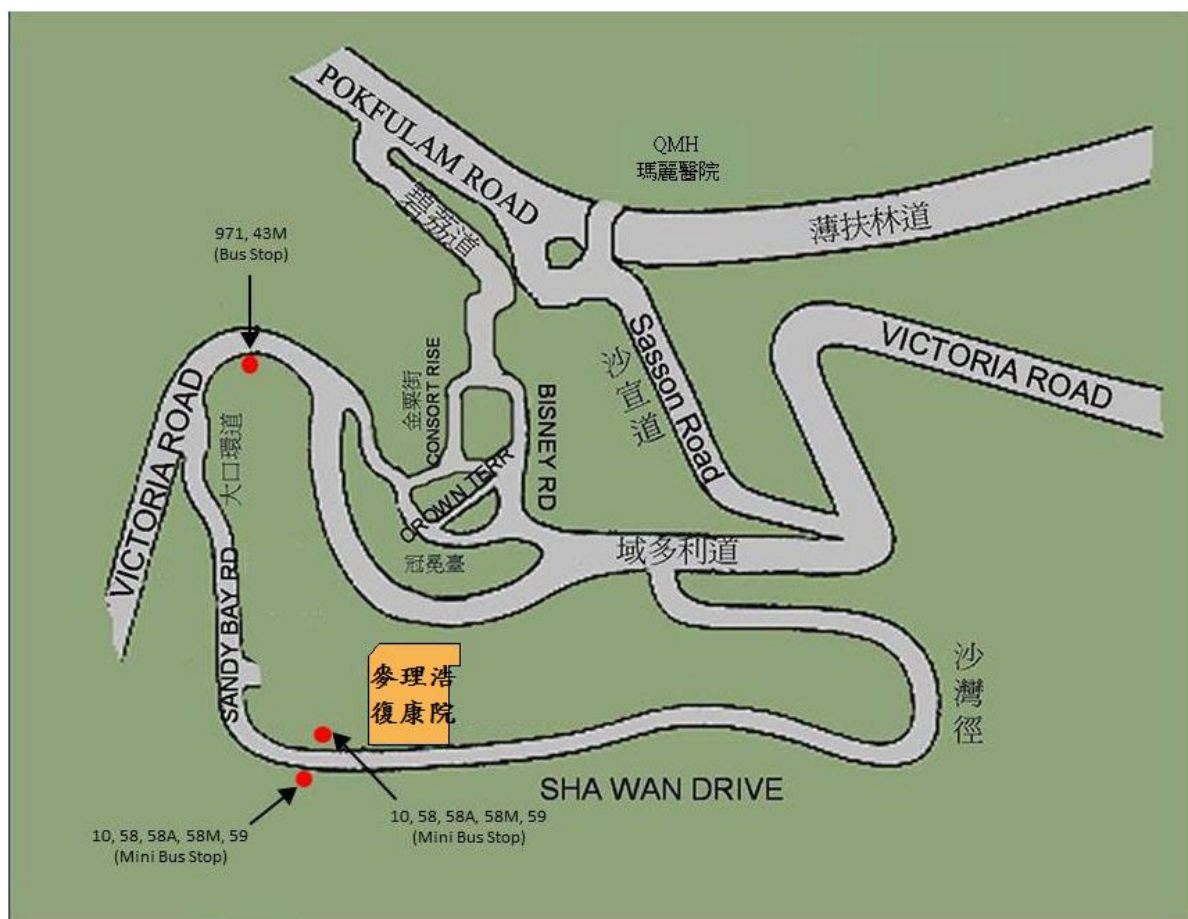 POKFULAM ROAD
QMH
瑪麗醫院
碧荔道
薄扶林道
971, 43M
(Bus Stop)
VICTORIA ROAD
大口環道
金粟街
CONSORT RISE
BISNEY RD
沙宣道
Sasson Road
VICTORIA ROAD
CROWN TERR
冠冕臺
域多利道
SANDY BAY RD
麥理浩
復康院
沙灣徑
SHA WAN DRIVE
10, 58, 58A, 58M, 59
(Mini Bus Stop)
10, 58, 58A, 58M, 59
(Mini Bus Stop)